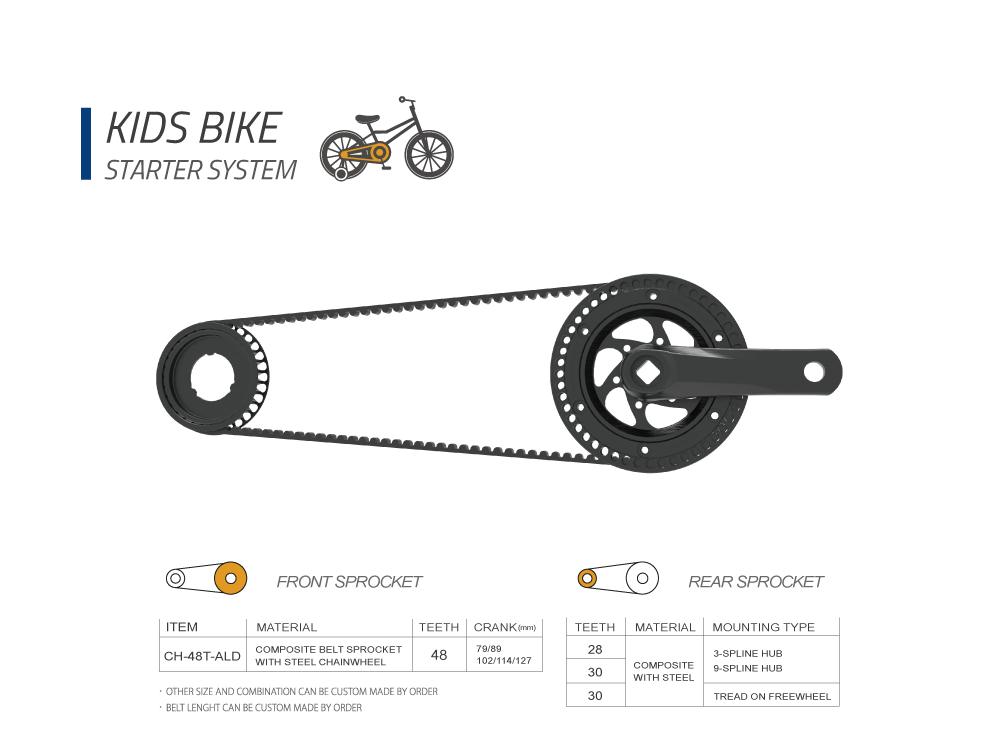 KIDS BIKE
STARTER SYSTEM
FRONT SPROCKET
ITEM MATERIAL TEETH CRANK(mm)
CH-48T-ALD COMPOSITE BELT SPROCKET WITH STEEL CHAINWHEEL 48 79/89 102/114/127
· OTHER SIZE AND COMBINATION CAN BE CUSTOM MADE BY ORDER
· BELT LENGHT CAN BE CUSTOM MADE BY ORDER
REAR SPROCKET
TEETH MATERIAL MOUNTING TYPE
28
30
30
COMPOSITE
WITH STEEL
3-SPLINE HUB
9-SPLINE HUB
TREAD ON FREEWHEEL